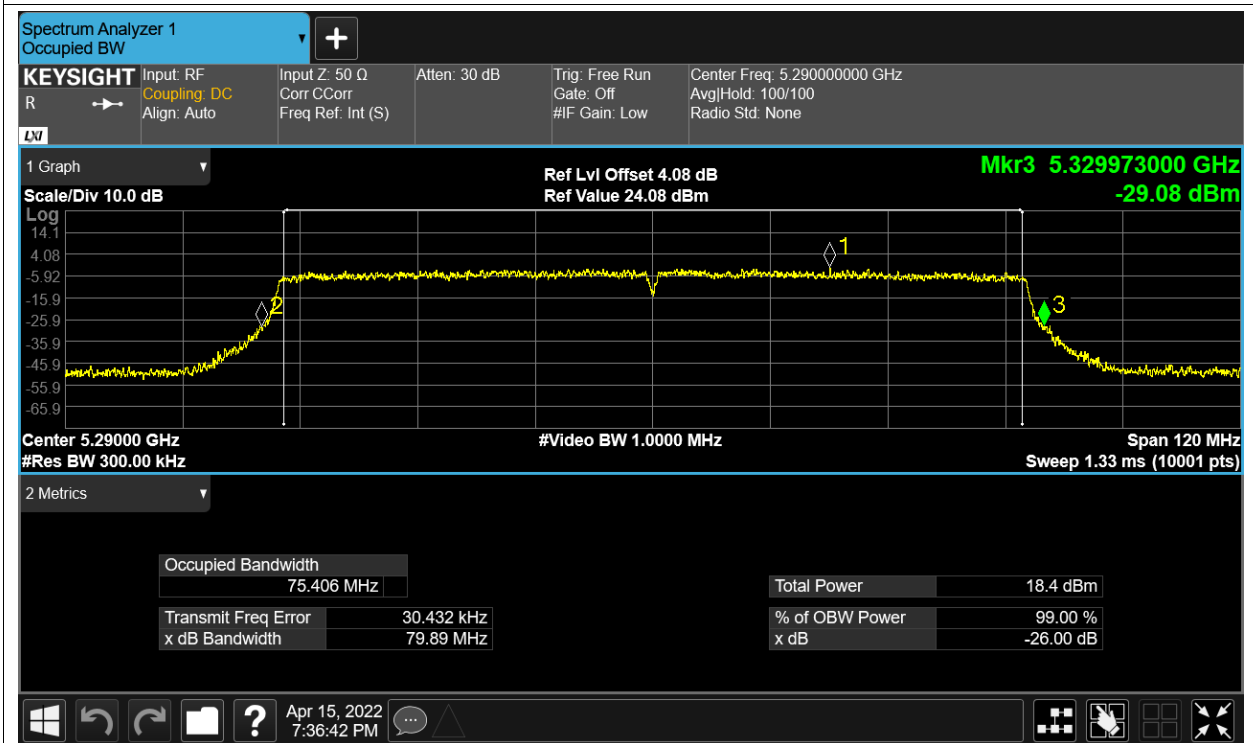 Spectrum Analyzer 1
Occupied BW
KEYSIGHT
R
LXI
Input: RF
Coupling: DC
Align: Auto
Input Z: 50 Ω
Corr CCorr
Freq Ref: Int (S)
Atten: 30 dB
Trig: Free Run
Gate: Off
#IF Gain: Low
Center Freq: 5.290000000 GHz
Avg|Hold: 100/100
Radio Std: None
1 Graph
Scale/Div 10.0 dB
Ref Lvl Offset 4.08 dB
Ref Value 24.08 dBm
Mkr3 5.329973000 GHz
-29.08 dBm
Log
14.1
4.08
-5.92
-15.9
-25.9
-35.9
-45.9
-55.9
-65.9
1
2
3
Center 5.29000 GHz
#Res BW 300.00 kHz
#Video BW 1.0000 MHz
Span 120 MHz
Sweep 1.33 ms (10001 pts)
2 Metrics
Occupied Bandwidth
75.406 MHz
Transmit Freq Error 30.432 kHz
x dB Bandwidth 79.89 MHz
Total Power 18.4 dBm
% of OBW Power 99.00 %
x dB -26.00 dB
?
Apr 15, 2022
7:36:42 PM